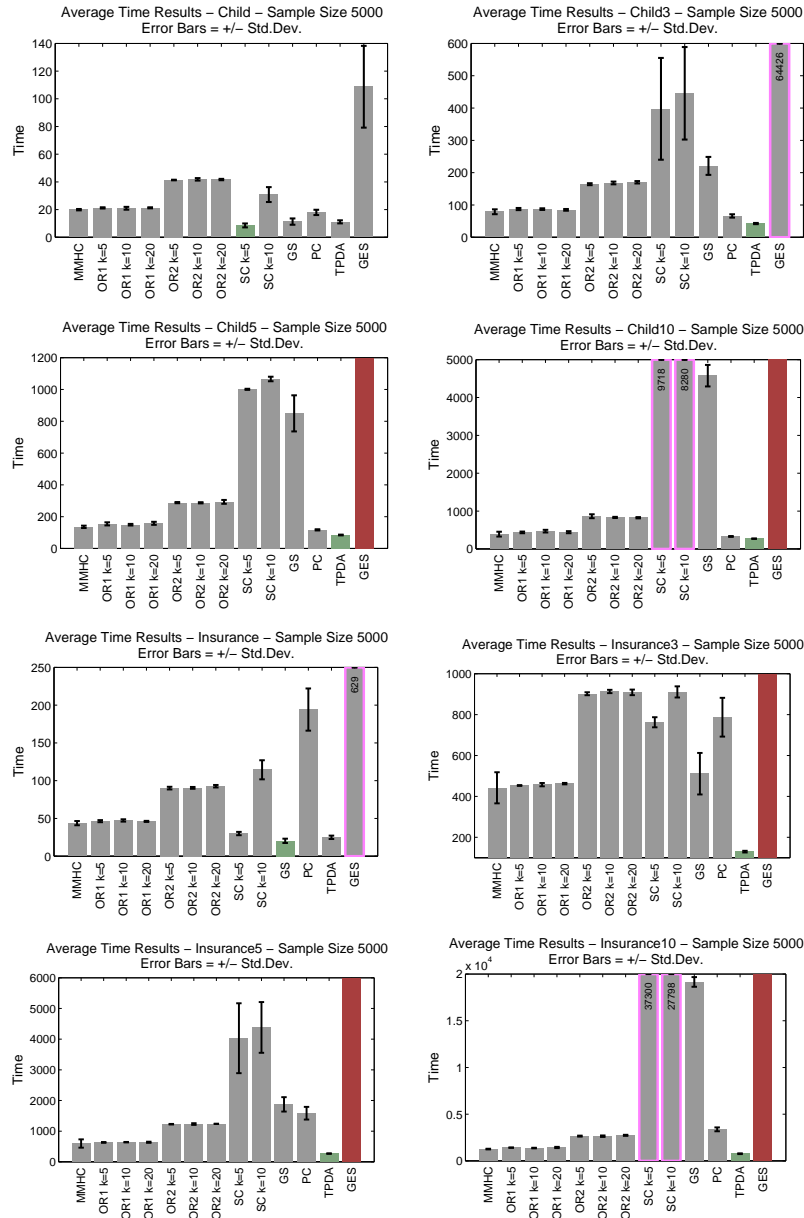 Average Time Results – Child – Sample Size 5000
Error Bars = +/– Std.Dev.
Time
140
120
100
80
60
40
20
0
MMHC
OR1 k=5
OR1 k=10
OR1 k=20
OR2 k=5
OR2 k=10
OR2 k=20
SC k=5
SC k=10
GS
PC
TPDA
GES
Average Time Results – Child3 – Sample Size 5000
Error Bars = +/– Std.Dev.
Time
600
500
400
300
200
100
0
64426
MMHC
OR1 k=5
OR1 k=10
OR1 k=20
OR2 k=5
OR2 k=10
OR2 k=20
SC k=5
SC k=10
GS
PC
TPDA
GES
Average Time Results – Child5 – Sample Size 5000
Error Bars = +/– Std.Dev.
Time
1200
1000
800
600
400
200
0
MMHC
OR1 k=5
OR1 k=10
OR1 k=20
OR2 k=5
OR2 k=10
OR2 k=20
SC k=5
SC k=10
GS
PC
TPDA
GES
Average Time Results – Child10 – Sample Size 5000
Error Bars = +/– Std.Dev.
Time
5000
4000
3000
2000
1000
0
9718
8280
MMHC
OR1 k=5
OR1 k=10
OR1 k=20
OR2 k=5
OR2 k=10
OR2 k=20
SC k=5
SC k=10
GS
PC
TPDA
GES
Average Time Results – Insurance – Sample Size 5000
Error Bars = +/– Std.Dev.
Time
250
200
150
100
50
0
629
MMHC
OR1 k=5
OR1 k=10
OR1 k=20
OR2 k=5
OR2 k=10
OR2 k=20
SC k=5
SC k=10
GS
PC
TPDA
GES
Average Time Results – Insurance3 – Sample Size 5000
Error Bars = +/– Std.Dev.
Time
1000
800
600
400
200
MMHC
OR1 k=5
OR1 k=10
OR1 k=20
OR2 k=5
OR2 k=10
OR2 k=20
SC k=5
SC k=10
GS
PC
TPDA
GES
Average Time Results – Insurance5 – Sample Size 5000
Error Bars = +/– Std.Dev.
Time
6000
5000
4000
3000
2000
1000
0
MMHC
OR1 k=5
OR1 k=10
OR1 k=20
OR2 k=5
OR2 k=10
OR2 k=20
SC k=5
SC k=10
GS
PC
TPDA
GES
Average Time Results – Insurance10 – Sample Size 5000
Error Bars = +/– Std.Dev.
x 10^4
Time
2
1.5
1
0.5
0
37300
27798
MMHC
OR1 k=5
OR1 k=10
OR1 k=20
OR2 k=5
OR2 k=10
OR2 k=20
SC k=5
SC k=10
GS
PC
TPDA
GES